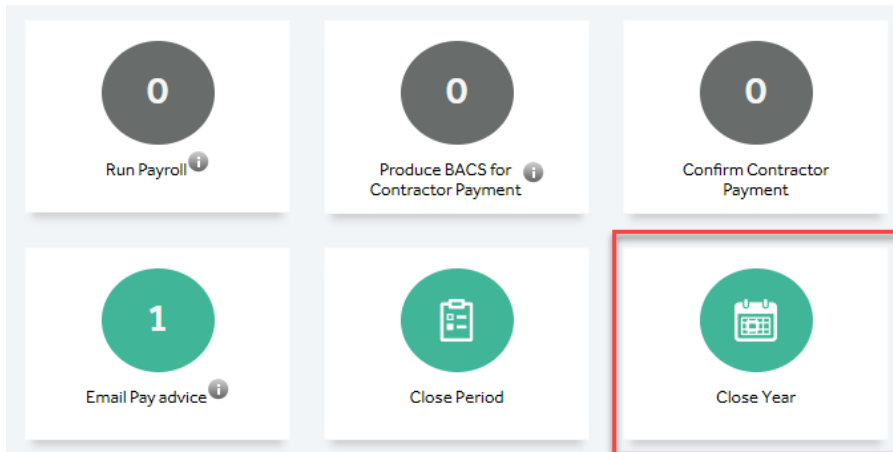 0
0
0
Run Payroll i
Produce BACS for i
Contractor Payment
Confirm Contractor
Payment
1
Email Pay advice i
Close Period
Close Year